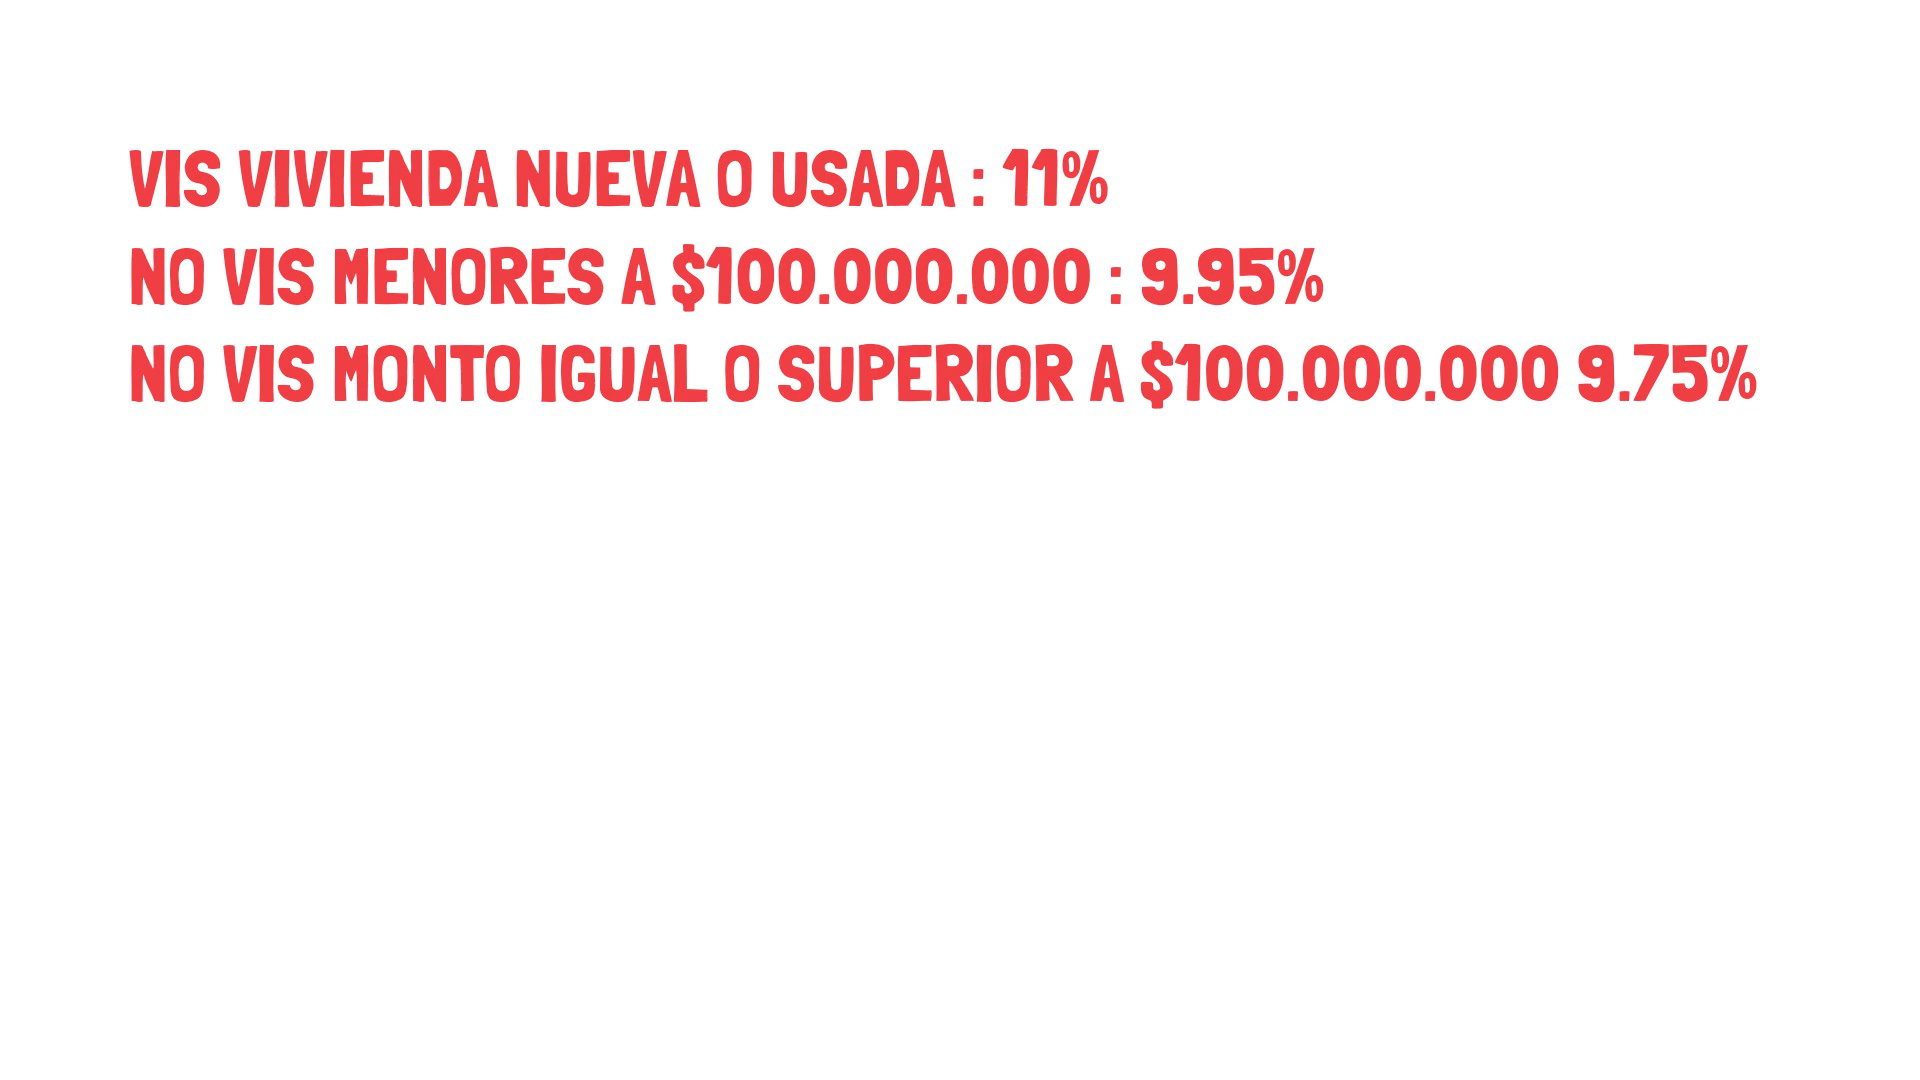 VIS VIVIENDA NUEVA O USADA : 11%
NO VIS MENORES A $100.000.000 : 9.95%
NO VIS MONTO IGUAL O SUPERIOR A $100.000.000 9.75%